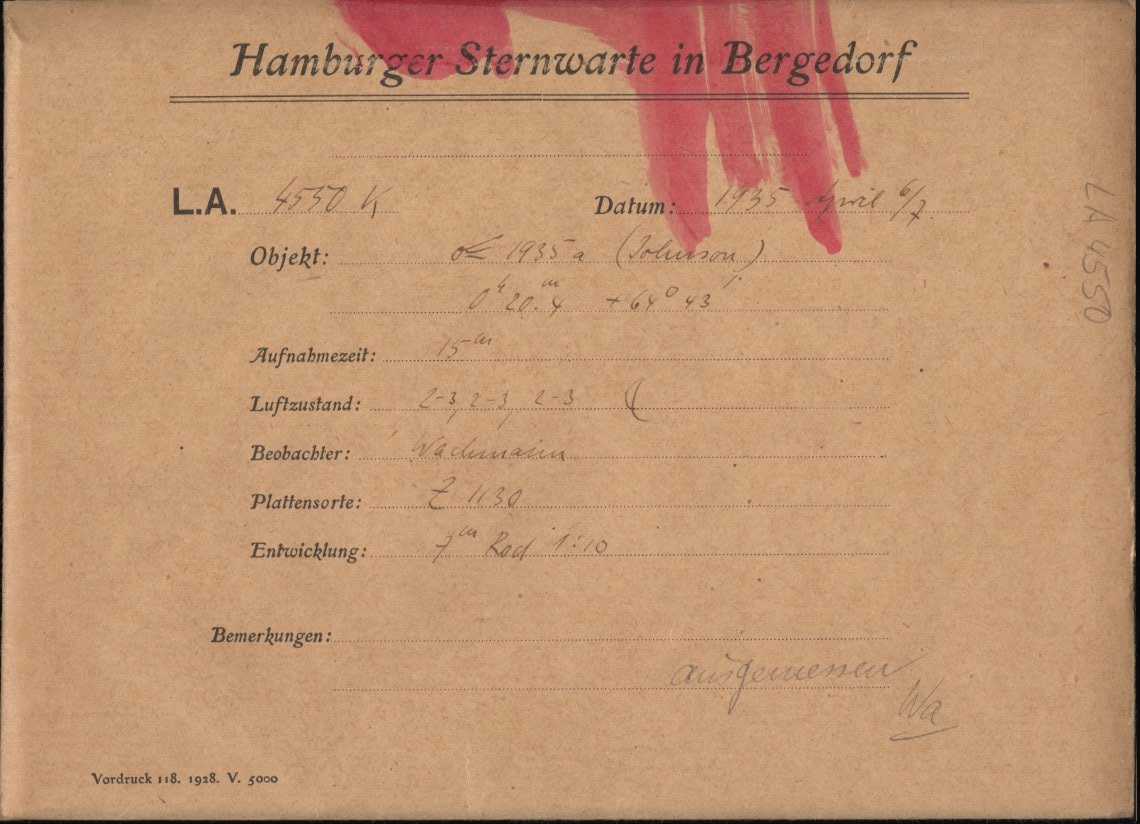 Hamburger Sternwarte in Bergedorf
L.A. 4550 K₁ Datum: 1935 April 6/7.
Objekt: ☄ 1935 a (Johnson)
0ʰ 20.ᵐ4 + 64° 43'
Aufnahmezeit: 15ᵐ
Luftzustand: 2-3, 2-3, 2-3 (
Beobachter: Wachmann
Plattensorte: Z 1130
Entwicklung: 7ᵐ Rod 1:10
Bemerkungen:
ausgemessen
Wa
Vordruck 118. 1928. V. 5000
LA 4550